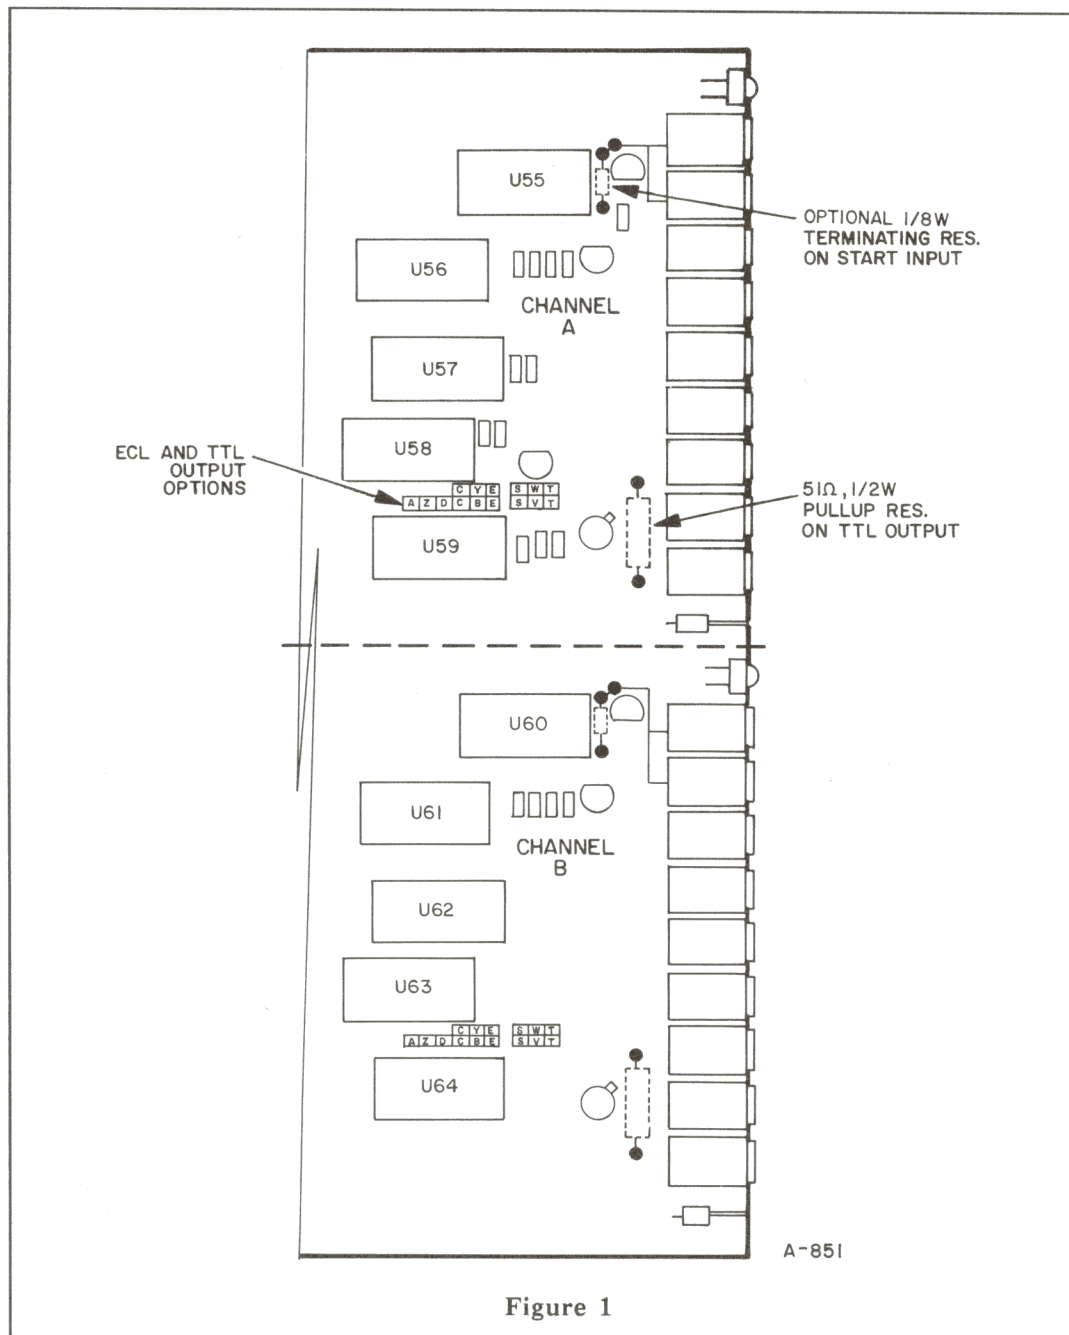 U55
OPTIONAL 1/8W
TERMINATING RES.
ON START INPUT
U56
CHANNEL
A
U57
ECL AND TTL
OUTPUT
OPTIONS
U58
C Y E S W T
A Z D C B E S V T
51Ω, 1/2W
PULLUP RES.
ON TTL OUTPUT
U59
U60
U61
CHANNEL
B
U62
U63
C Y E S W T
A Z D C B E S V T
U64
A-851
Figure 1